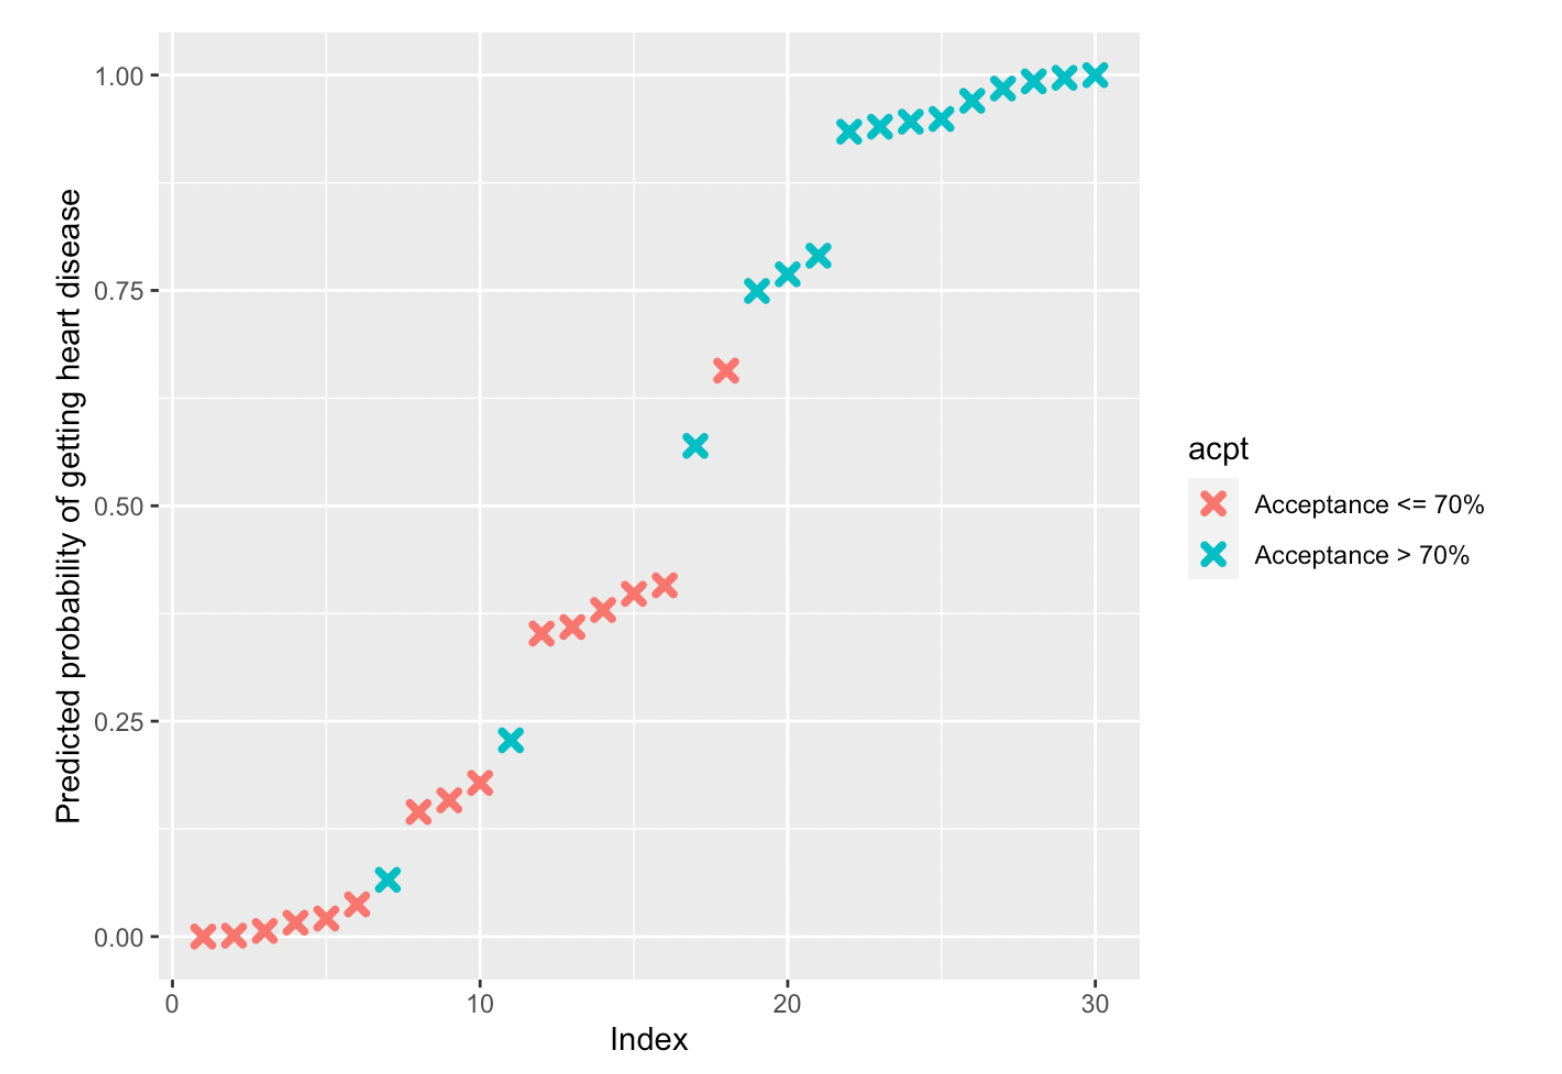 Predicted probability of getting heart disease
1.00
0.75
0.50
0.25
0.00
0 10 20 30
Index
acpt
Acceptance <= 70%
Acceptance > 70%